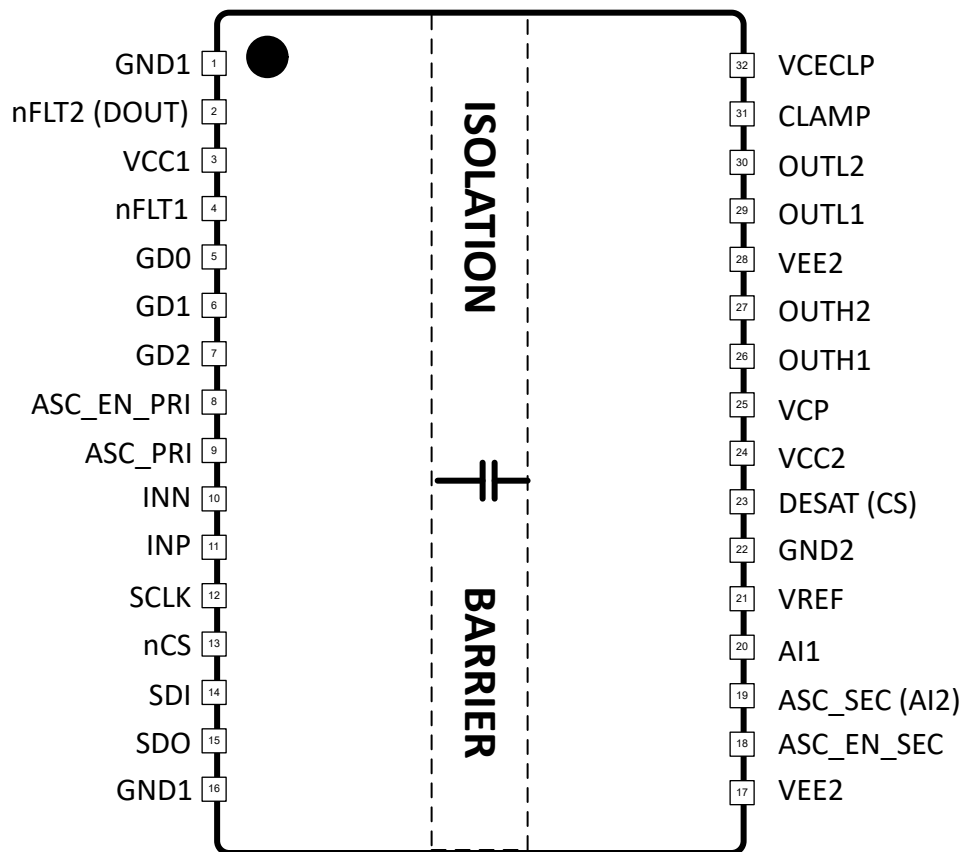 GND1 1
nFLT2 (DOUT) 2
VCC1 3
nFLT1 4
GD0 5
GD1 6
GD2 7
ASC_EN_PRI 8
ASC_PRI 9
INN 10
INP 11
SCLK 12
nCS 13
SDI 14
SDO 15
GND1 16
ISOLATION
BARRIER
32 VCECLP
31 CLAMP
30 OUTL2
29 OUTL1
28 VEE2
27 OUTH2
26 OUTH1
25 VCP
24 VCC2
23 DESAT (CS)
22 GND2
21 VREF
20 AI1
19 ASC_SEC (AI2)
18 ASC_EN_SEC
17 VEE2